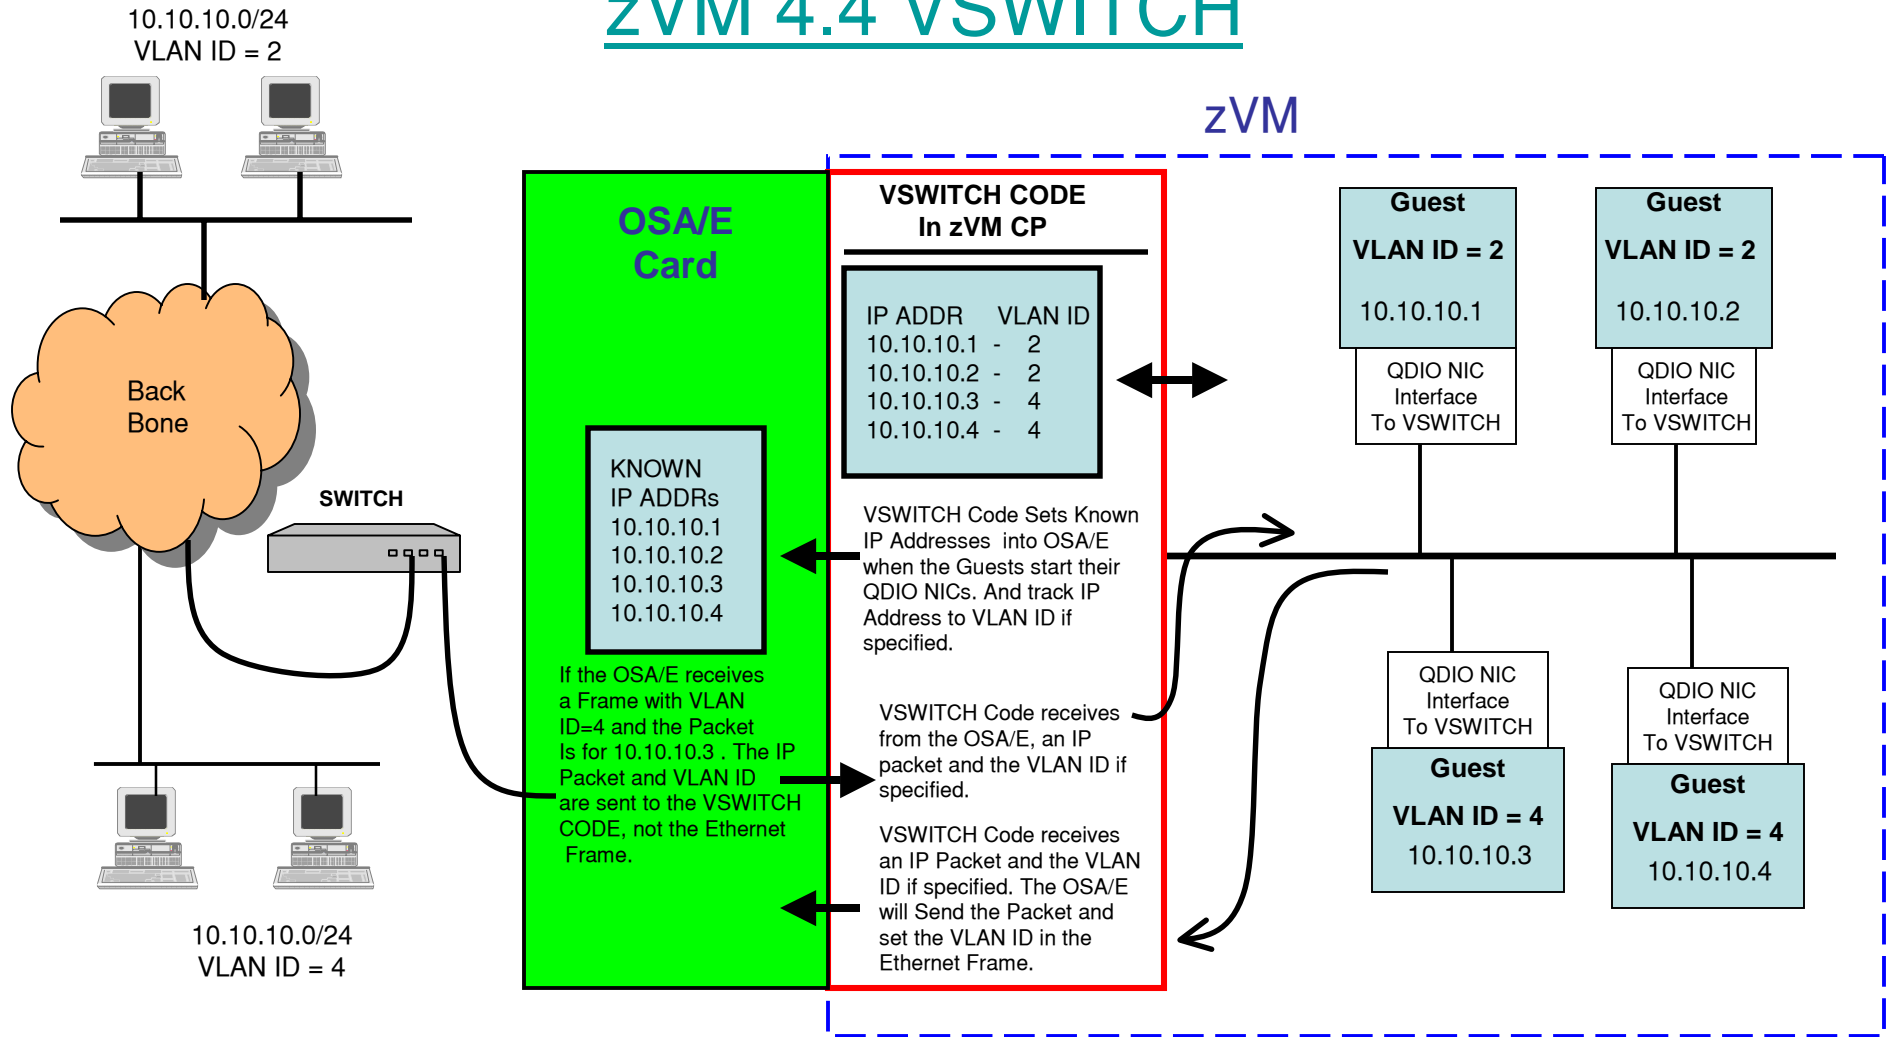 zVM 4.4 VSWITCH
10.10.10.0/24
VLAN ID = 2
zVM
Back
Bone
SWITCH
10.10.10.0/24
VLAN ID = 4
OSA/E
Card
KNOWN
IP ADDRs
10.10.10.1
10.10.10.2
10.10.10.3
10.10.10.4
If the OSA/E receives
a Frame with VLAN
ID=4 and the Packet
Is for 10.10.10.3 . The IP
Packet and VLAN ID
are sent to the VSWITCH
CODE, not the Ethernet
Frame.
VSWITCH CODE
In zVM CP
IP ADDR VLAN ID
10.10.10.1 - 2
10.10.10.2 - 2
10.10.10.3 - 4
10.10.10.4 - 4
VSWITCH Code Sets Known
IP Addresses into OSA/E
when the Guests start their
QDIO NICs. And track IP
Address to VLAN ID if
specified.
VSWITCH Code receives
from the OSA/E, an IP
packet and the VLAN ID if
specified.
VSWITCH Code receives
an IP Packet and the VLAN
ID if specified. The OSA/E
will Send the Packet and
set the VLAN ID in the
Ethernet Frame.
Guest
VLAN ID = 2
10.10.10.1
QDIO NIC
Interface
To VSWITCH
Guest
VLAN ID = 2
10.10.10.2
QDIO NIC
Interface
To VSWITCH
QDIO NIC
Interface
To VSWITCH
Guest
VLAN ID = 4
10.10.10.3
QDIO NIC
Interface
To VSWITCH
Guest
VLAN ID = 4
10.10.10.4